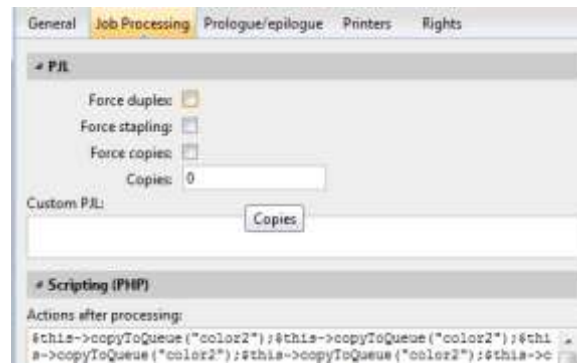 General Job Processing Prologue/epilogue Printers Rights
PJL
Force duplex:
Force stapling:
Force copies:
Copies: 0
Custom PJL:
Copies
Scripting (PHP)
Actions after processing:
$this->copyToQueue("color2");$this->copyToQueue("color2");$thi
s->copyToQueue("color2");$this->copyToQueue("color2");$this->c